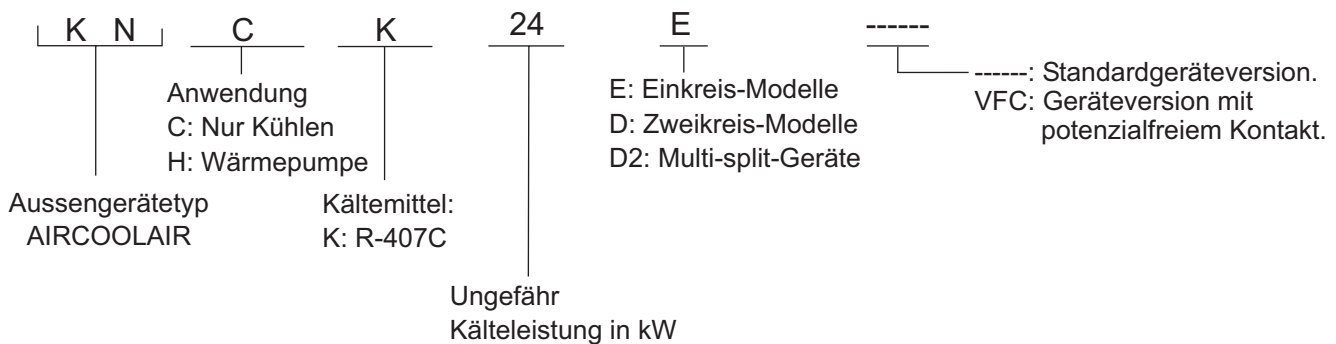 K N C K 24 E ------
Anwendung
C: Nur Kühlen
H: Wärmepumpe
E: Einkreis-Modelle
D: Zweikreis-Modelle
D2: Multi-split-Geräte
------: Standardgeräteversion.
VFC: Geräteversion mit
potenzialfreiem Kontakt.
Aussengerätetyp
AIRCOOLAIR
Kältemittel:
K: R-407C
Ungefähr
Kälteleistung in kW